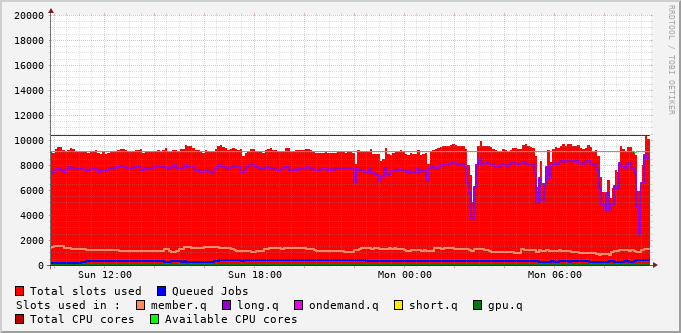 20000
18000
16000
14000
12000
10000
8000
6000
4000
2000
0
Sun 12:00 Sun 18:00 Mon 00:00 Mon 06:00
RRDTOOL / TOBI OETIKER
Total slots used Queued Jobs
Slots used in : member.q long.q ondemand.q short.q gpu.q
Total CPU cores Available CPU cores